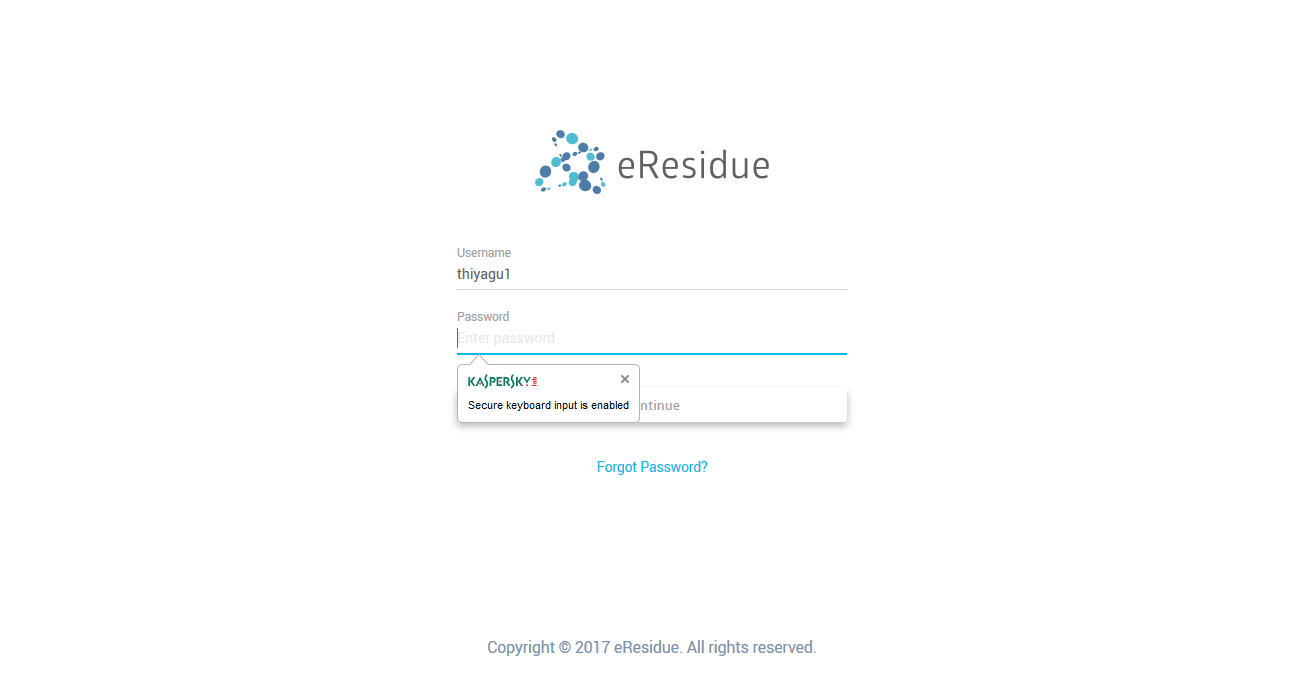 eResidue
Username
thiyagu1
Password
Enter password
KASPERSKY
Secure keyboard input is enabled
ntinue
Forgot Password?
Copyright © 2017 eResidue. All rights reserved.